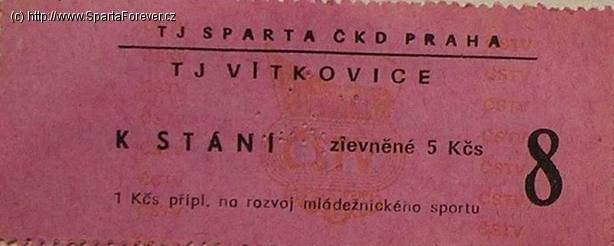 (c) http://www.SpartaForever.cz
TJ SPARTA ČKD PRAHA
TJ VÍTKOVICE
K STÁNÍ zlevněné 5 Kčs 8
1 Kčs přípl. na rozvoj mládežnického sportu
ČSTV